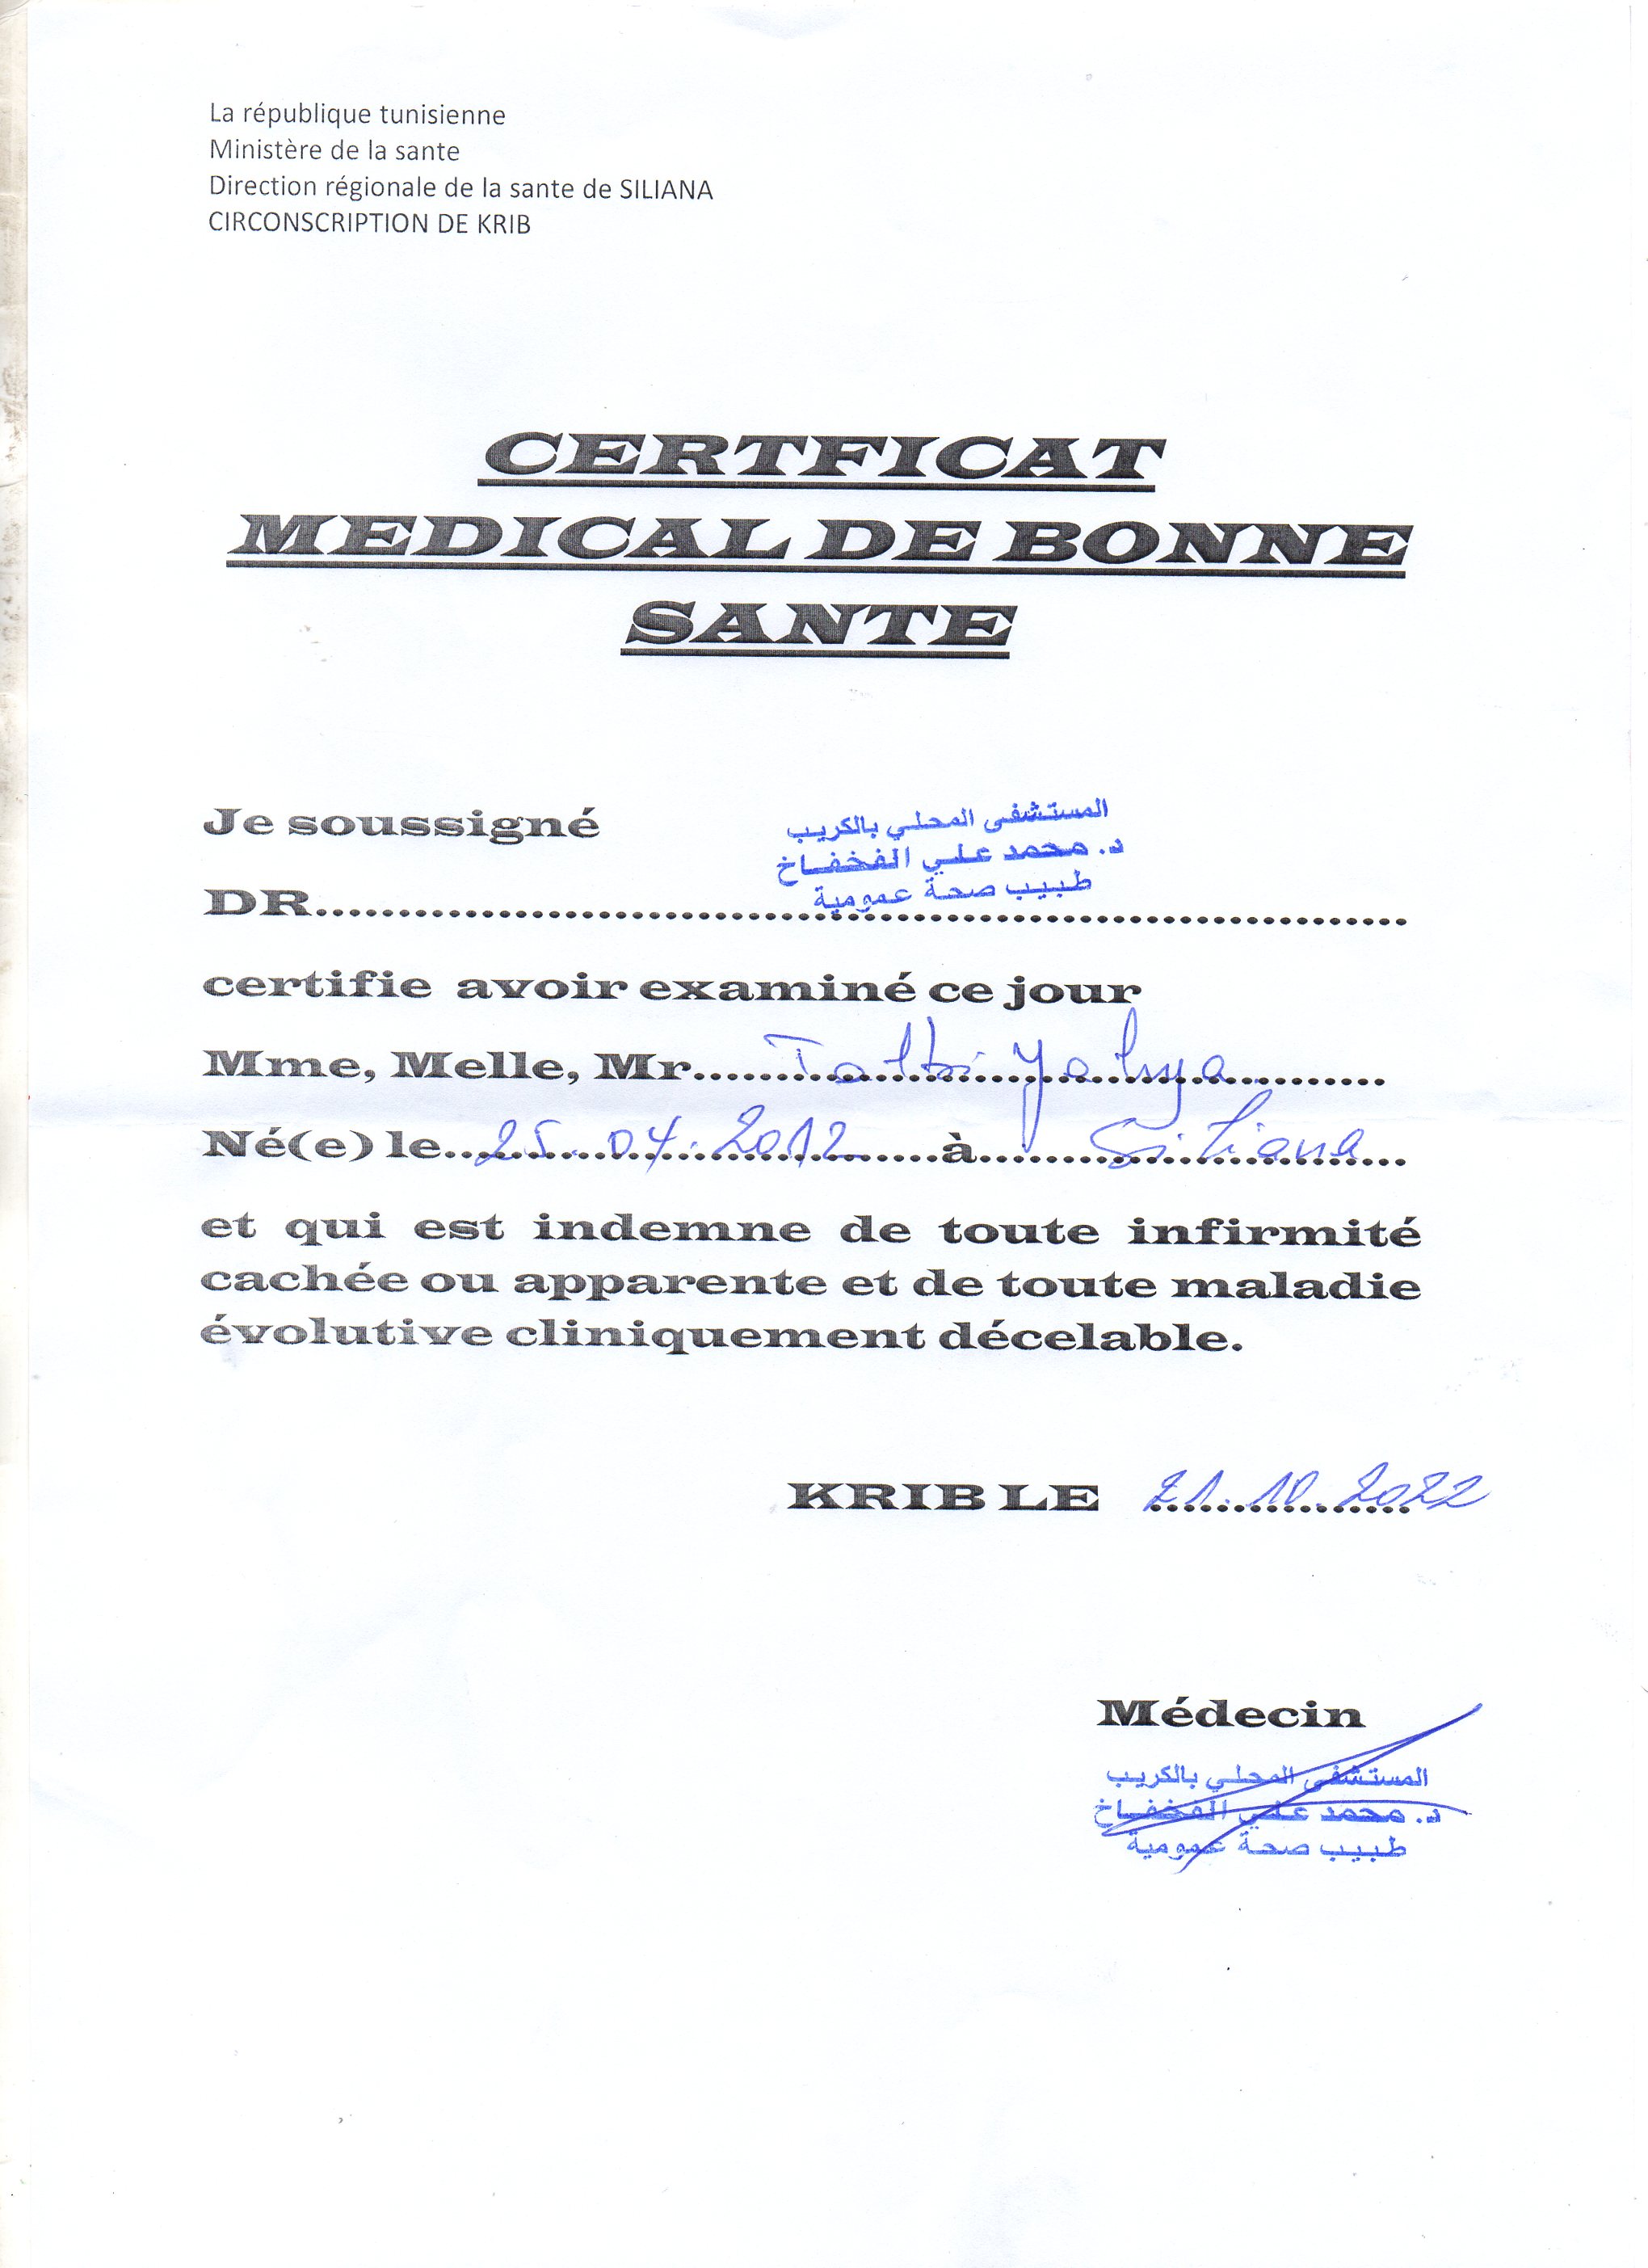 La république tunisienne
Ministère de la sante
Direction régionale de la sante de SILIANA
CIRCONSCRIPTION DE KRIB
CERTFICAT
MEDICAL DE BONNE
SANTE
Je soussigné
المستشفى المحلي بالكريب
د. محمد علي الفخفاخ
طبيب صحة عمومية
DR................................................................................
certifie avoir examiné ce jour
Mme, Melle, Mr......Talbi Yahya............
Né(e) le...25.04.2012......à......Siliana...
et qui est indemne de toute infirmité
cachée ou apparente et de toute maladie
évolutive cliniquement décelable.
KRIB LE 21.10.2022
Médecin
المستشفى المحلي بالكريب
د. محمد علي الفخفاخ
طبيب صحة عمومية